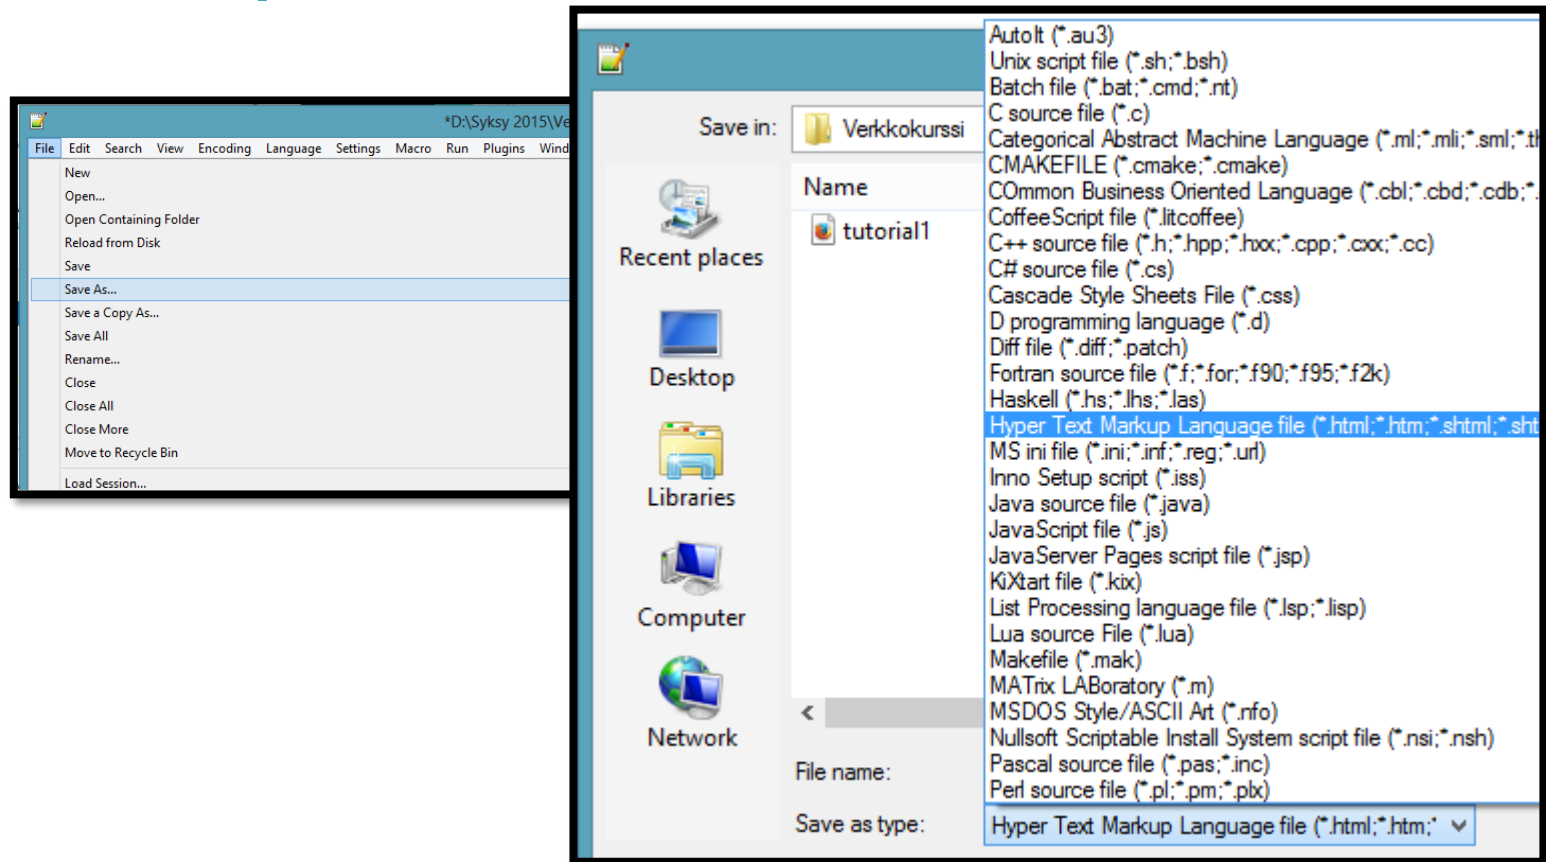 *D:\Syksy 2015\Ve
File Edit Search View Encoding Language Settings Macro Run Plugins Wind
New
Open...
Open Containing Folder
Reload from Disk
Save
Save As...
Save a Copy As...
Save All
Rename...
Close
Close All
Close More
Move to Recycle Bin
Load Session...
Save in:
Verkkokurssi
Name
tutorial1
Recent places
Desktop
Libraries
Computer
Network
AutoIt (*.au3)
Unix script file (*.sh;*.bsh)
Batch file (*.bat;*.cmd;*.nt)
C source file (*.c)
Categorical Abstract Machine Language (*.ml;*.mli;*.sml;*.th
CMAKEFILE (*.cmake;*.cmake)
COmmon Business Oriented Language (*.cbl;*.cbd;*.cdb;*.
CoffeeScript file (*.litcoffee)
C++ source file (*.h;*.hpp;*.hxx;*.cpp;*.cxx;*.cc)
C# source file (*.cs)
Cascade Style Sheets File (*.css)
D programming language (*.d)
Diff file (*.diff;*.patch)
Fortran source file (*.f;*.for;*.f90;*.f95;*.f2k)
Haskell (*.hs;*.lhs;*.las)
Hyper Text Markup Language file (*.html;*.htm;*.shtml;*.sht
MS ini file (*.ini;*.inf;*.reg;*.url)
Inno Setup script (*.iss)
Java source file (*.java)
JavaScript file (*.js)
JavaServer Pages script file (*.jsp)
KiXtart file (*.kix)
List Processing language file (*.lsp;*.lisp)
Lua source File (*.lua)
Makefile (*.mak)
MATrix LABoratory (*.m)
MSDOS Style/ASCII Art (*.nfo)
Nullsoft Scriptable Install System script file (*.nsi;*.nsh)
Pascal source file (*.pas;*.inc)
Perl source file (*.pl;*.pm;*.plx)
File name:
Save as type:
Hyper Text Markup Language file (*.html;*.htm;*